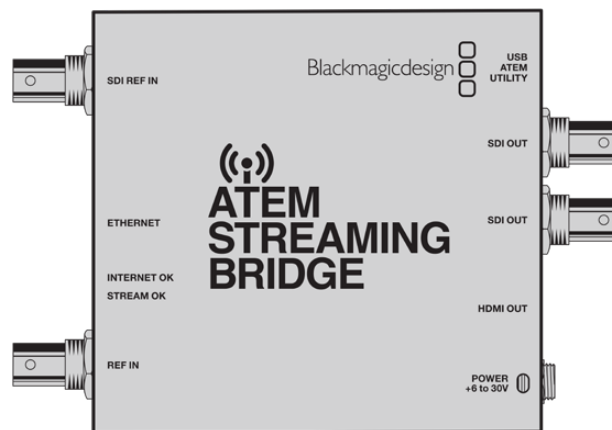 SDI REF IN
Blackmagicdesign
USB
ATEM
UTILITY
SDI OUT
ETHERNET
ATEM
STREAMING
BRIDGE
SDI OUT
INTERNET OK
STREAM OK
HDMI OUT
REF IN
POWER
+6 to 30V